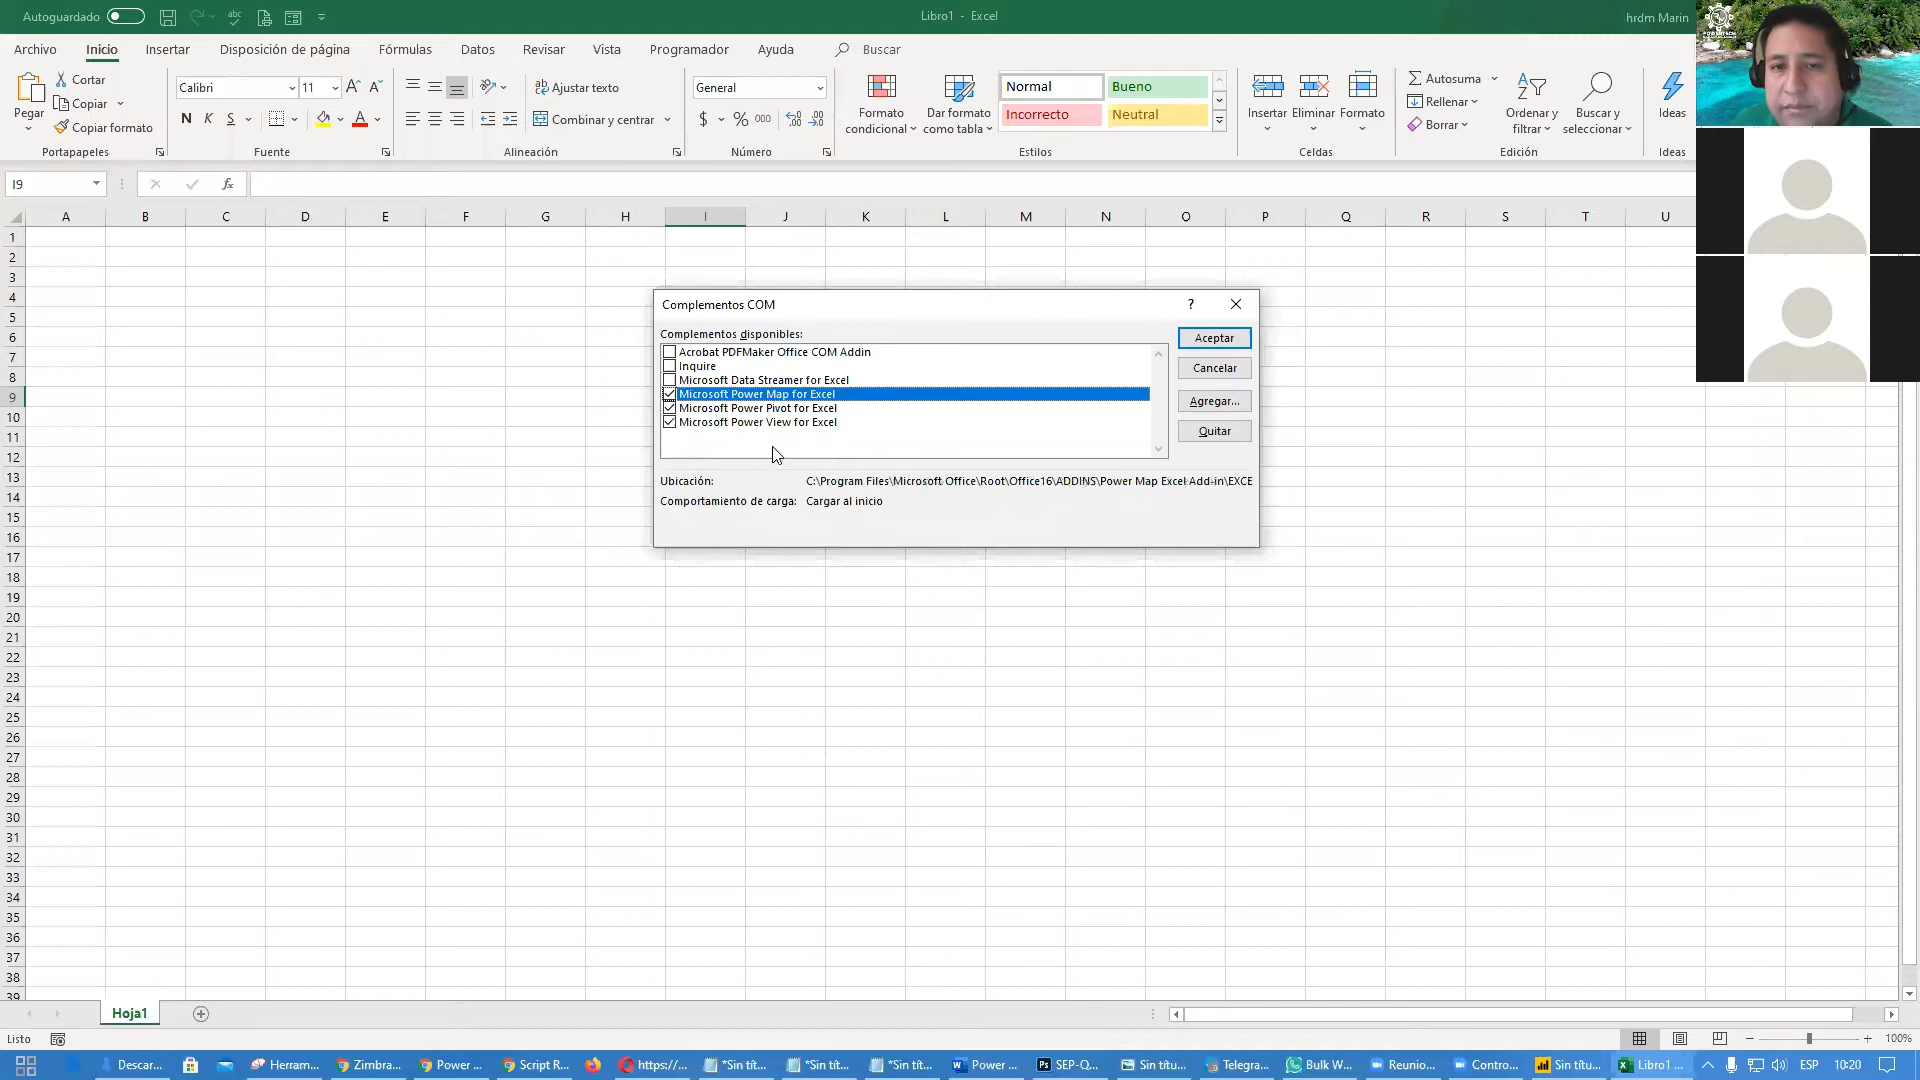 Autoguardado
Libro1 - Excel
hrdm Marin
Archivo Inicio Insertar Disposición de página Fórmulas Datos Revisar Vista Programador Ayuda Buscar
Pegar
Cortar
Copiar
Copiar formato
Portapapeles
Calibri 11
N K S
Fuente
Ajustar texto
Combinar y centrar
Alineación
General
$ % 000
Número
Formato condicional
Dar formato como tabla
Normal Bueno
Incorrecto Neutral
Estilos
Insertar Eliminar Formato
Celdas
Autosuma
Rellenar
Borrar
Ordenar y filtrar
Buscar y seleccionar
Edición
Ideas
Ideas
I9
fx
A B C D E F G H I J K L M N O P Q R S T U
1
2
3
4
5
6
7
8
9
10
11
12
13
14
15
16
17
18
19
20
21
22
23
24
25
26
27
28
29
30
31
32
33
34
35
36
37
38
39
Complementos COM
?
Complementos disponibles:
Acrobat PDFMaker Office COM Addin
Inquire
Microsoft Data Streamer for Excel
Microsoft Power Map for Excel
Microsoft Power Pivot for Excel
Microsoft Power View for Excel
Aceptar
Cancelar
Agregar...
Quitar
Ubicación: C:\Program Files\Microsoft Office\Root\Office16\ADDINS\Power Map Excel Add-in\EXCE
Comportamiento de carga: Cargar al inicio
Hoja1
Listo
100%
Descar... Herram... Zimbra... Power ... Script R... https://... *Sin tít... *Sin tít... *Sin tít... Power ... SEP-Q... Sin títu... Telegra... Bulk W... Reunio... Contro... Sin títu... Libro1 ... ESP 10:20